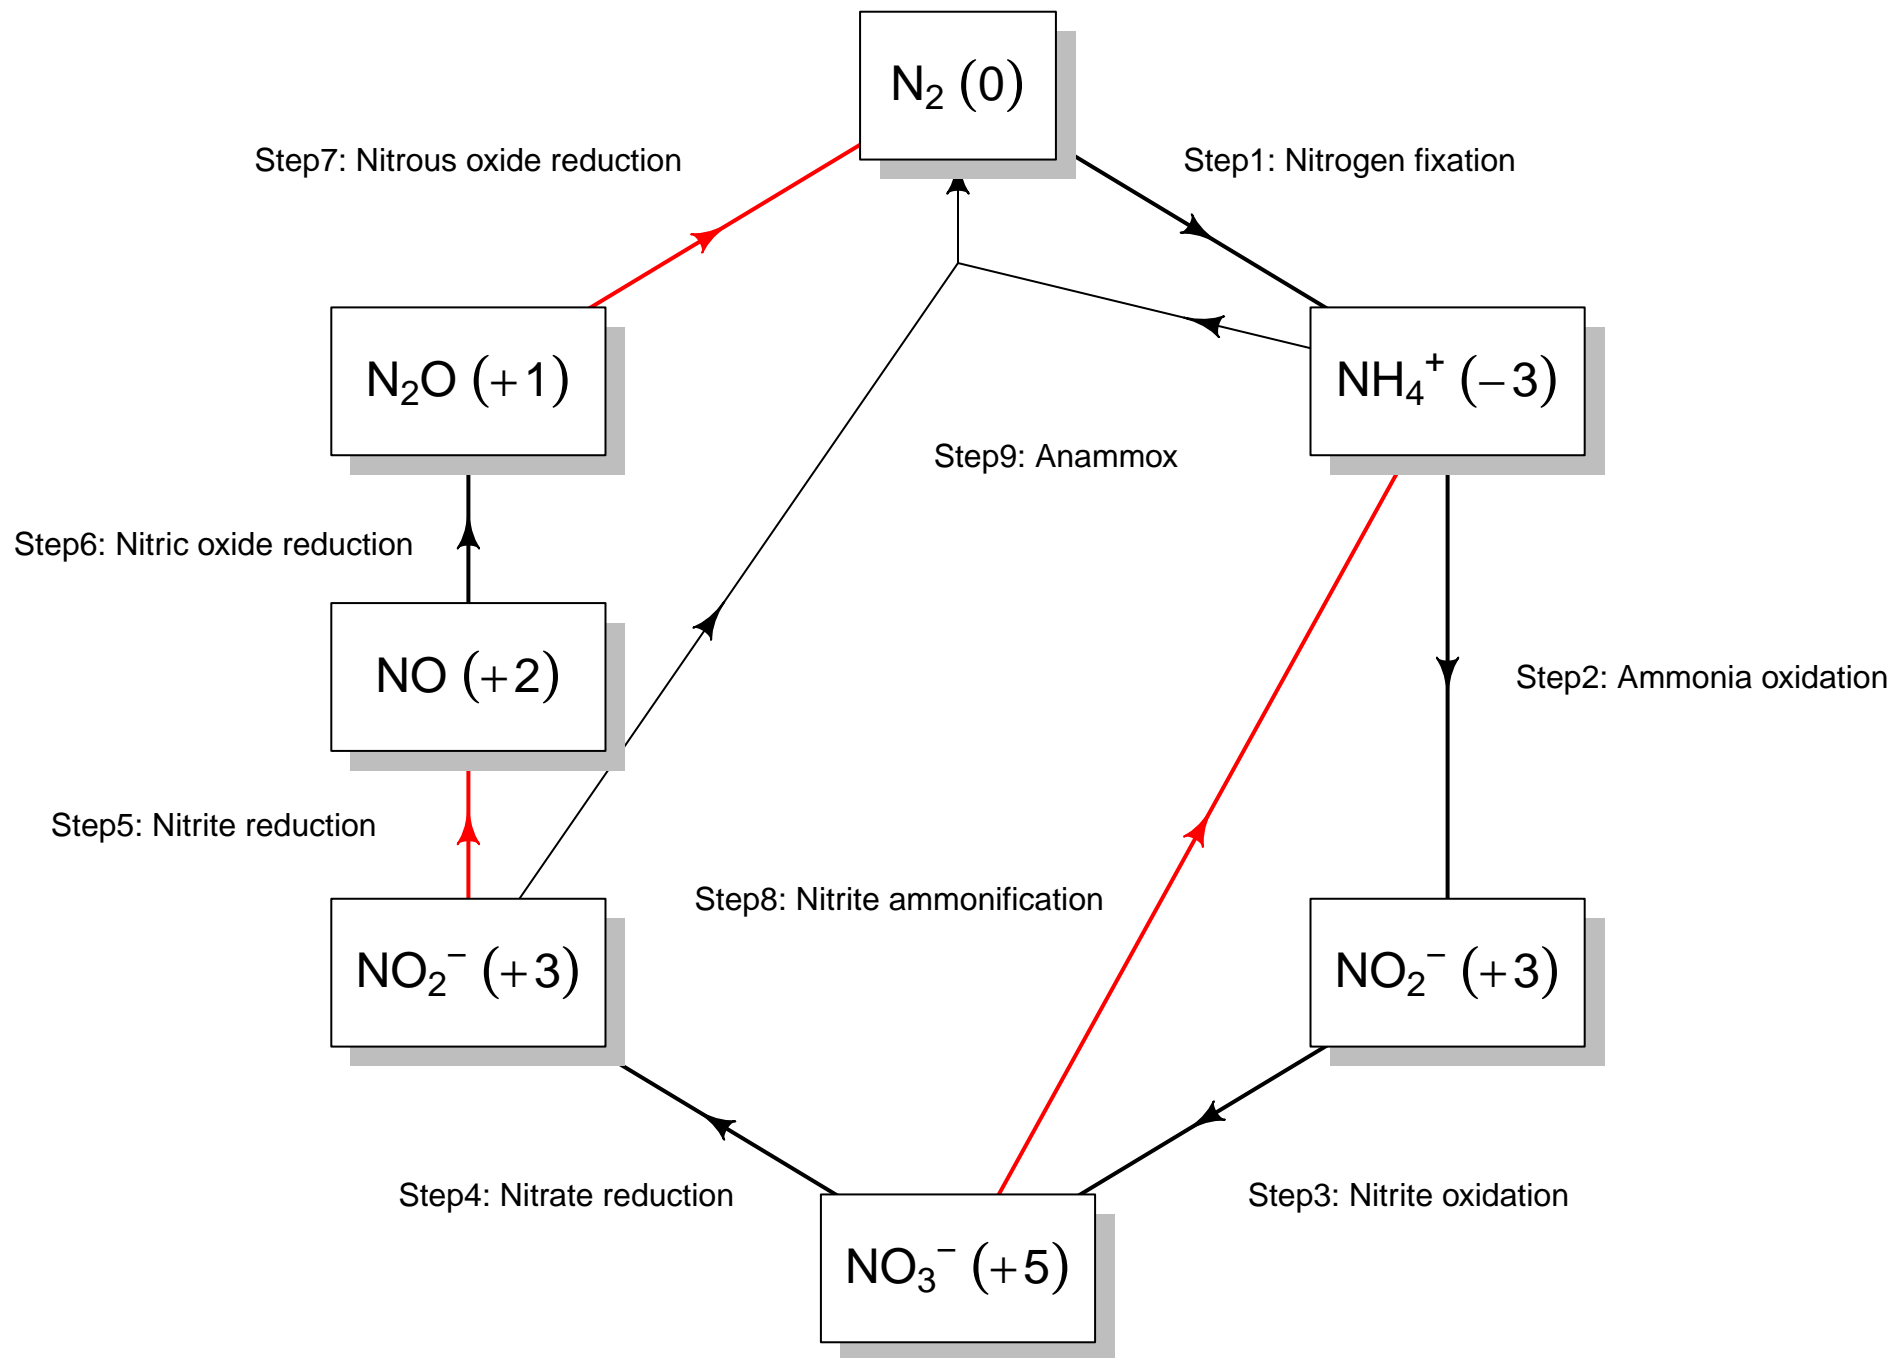 N₂ (0)
Step7: Nitrous oxide reduction
Step1: Nitrogen fixation
N₂O (+1)
NH₄⁺ (−3)
Step9: Anammox
Step6: Nitric oxide reduction
NO (+2)
Step2: Ammonia oxidation
Step5: Nitrite reduction
Step8: Nitrite ammonification
NO₂⁻ (+3)
NO₂⁻ (+3)
Step4: Nitrate reduction
Step3: Nitrite oxidation
NO₃⁻ (+5)